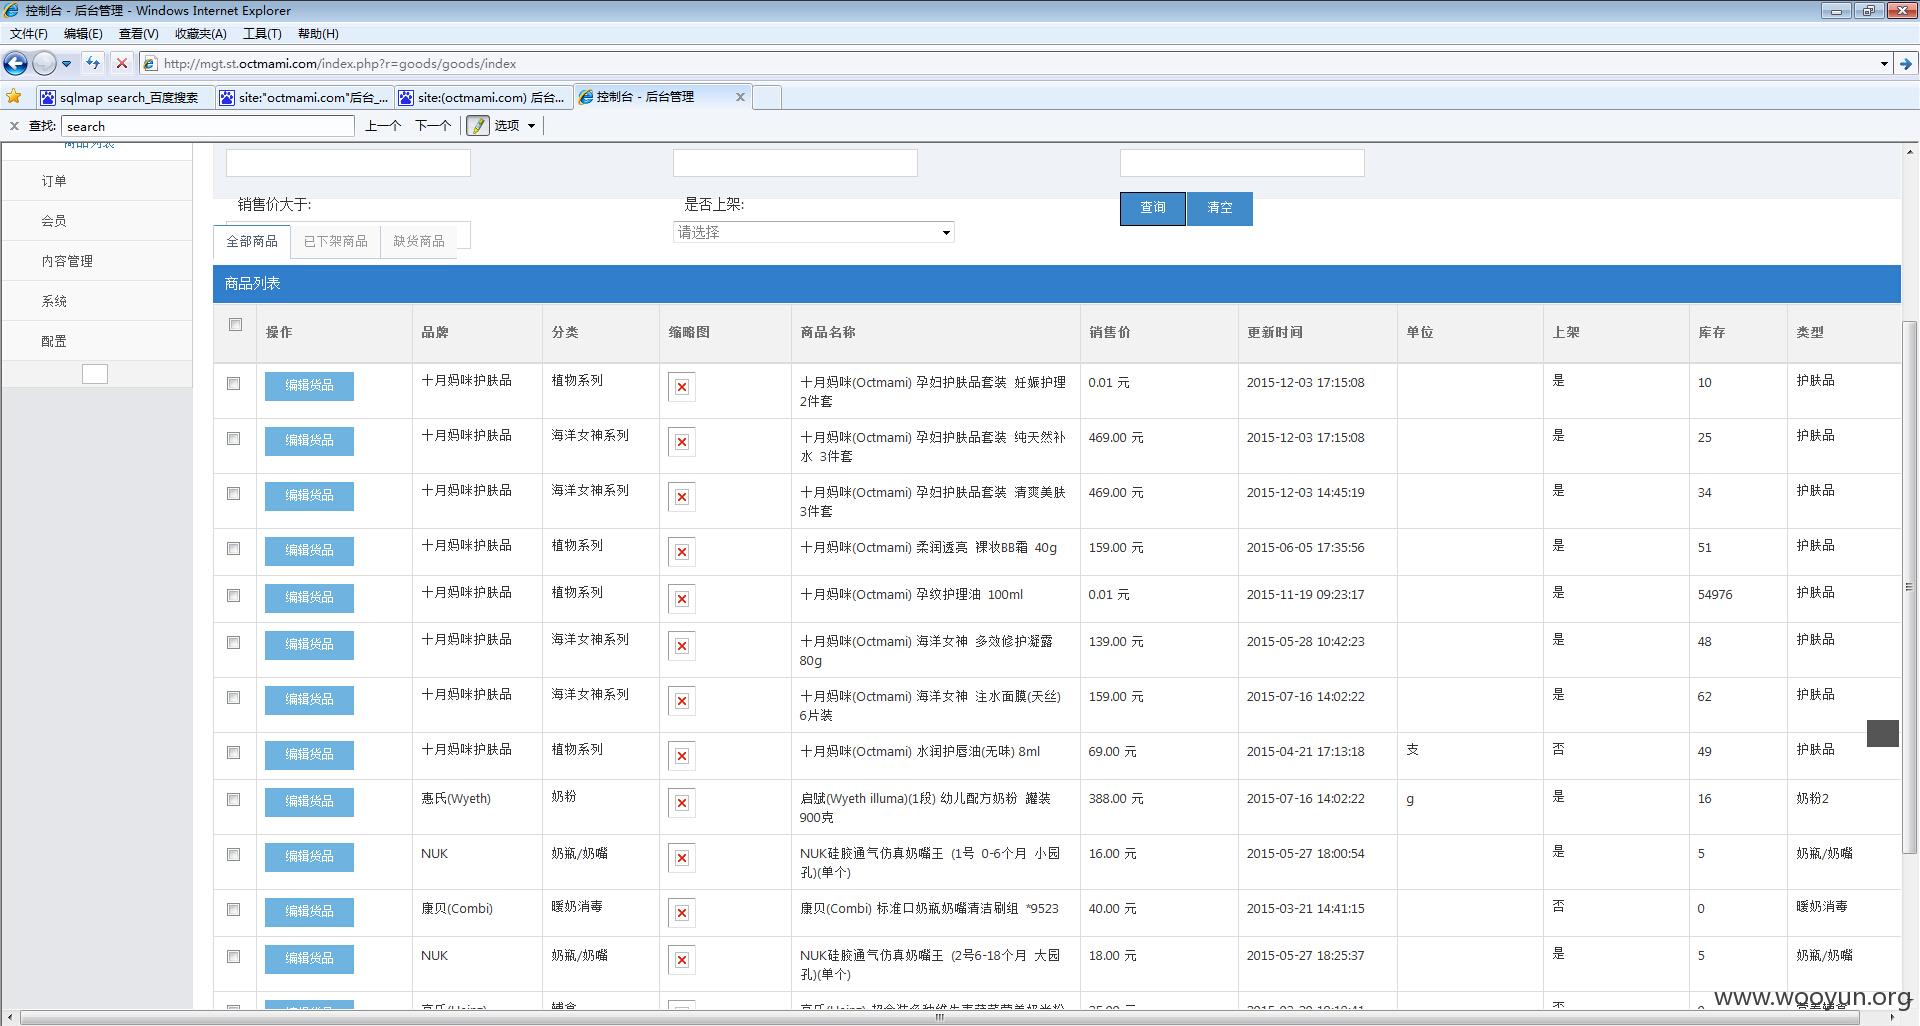 控制台 - 后台管理 - Windows Internet Explorer
文件(F) 编辑(E) 查看(V) 收藏夹(A) 工具(T) 帮助(H)
http://mgt.st.octmami.com/index.php?r=goods/goods/index
sqlmap search_百度搜索 site:"octmami.com"后台_... site:(octmami.com) 后台... 控制台 - 后台管理
x 查找: search 上一个 下一个 选项
商品列表
订单
会员
内容管理
系统
配置
销售价大于: 是否上架: 查询 清空
请选择
全部商品 已下架商品 缺货商品
商品列表
操作 品牌 分类 缩略图 商品名称 销售价 更新时间 单位 上架 库存 类型
编辑货品 十月妈咪护肤品 植物系列 十月妈咪(Octmami) 孕妇护肤品套装 妊娠护理 0.01 元 2015-12-03 17:15:08 是 10 护肤品
2件套
编辑货品 十月妈咪护肤品 海洋女神系列 十月妈咪(Octmami) 孕妇护肤品套装 纯天然补 469.00 元 2015-12-03 17:15:08 是 25 护肤品
水 3件套
编辑货品 十月妈咪护肤品 海洋女神系列 十月妈咪(Octmami) 孕妇护肤品套装 清爽美肤 469.00 元 2015-12-03 14:45:19 是 34 护肤品
3件套
编辑货品 十月妈咪护肤品 植物系列 十月妈咪(Octmami) 柔润透亮 裸妆BB霜 40g 159.00 元 2015-06-05 17:35:56 是 51 护肤品
编辑货品 十月妈咪护肤品 植物系列 十月妈咪(Octmami) 孕纹护理油 100ml 0.01 元 2015-11-19 09:23:17 是 54976 护肤品
编辑货品 十月妈咪护肤品 海洋女神系列 十月妈咪(Octmami) 海洋女神 多效修护凝露 139.00 元 2015-05-28 10:42:23 是 48 护肤品
80g
编辑货品 十月妈咪护肤品 海洋女神系列 十月妈咪(Octmami) 海洋女神 注水面膜(天丝) 159.00 元 2015-07-16 14:02:22 是 62 护肤品
6片装
编辑货品 十月妈咪护肤品 植物系列 十月妈咪(Octmami) 水润护唇油(无味) 8ml 69.00 元 2015-04-21 17:13:18 支 否 49 护肤品
编辑货品 惠氏(Wyeth) 奶粉 启赋(Wyeth illuma)(1段) 幼儿配方奶粉 罐装 388.00 元 2015-07-16 14:02:22 g 是 16 奶粉2
900克
编辑货品 NUK 奶瓶/奶嘴 NUK硅胶通气仿真奶嘴王 (1号 0-6个月 小园 16.00 元 2015-05-27 18:00:54 是 5 奶瓶/奶嘴
孔)(单个)
编辑货品 康贝(Combi) 暖奶消毒 康贝(Combi) 标准口奶瓶奶嘴清洁刷组 *9523 40.00 元 2015-03-21 14:41:15 否 0 暖奶消毒
编辑货品 NUK 奶瓶/奶嘴 NUK硅胶通气仿真奶嘴王 (2号6-18个月 大园 18.00 元 2015-05-27 18:25:37 是 5 奶瓶/奶嘴
孔)(单个)
www.wooyun.org